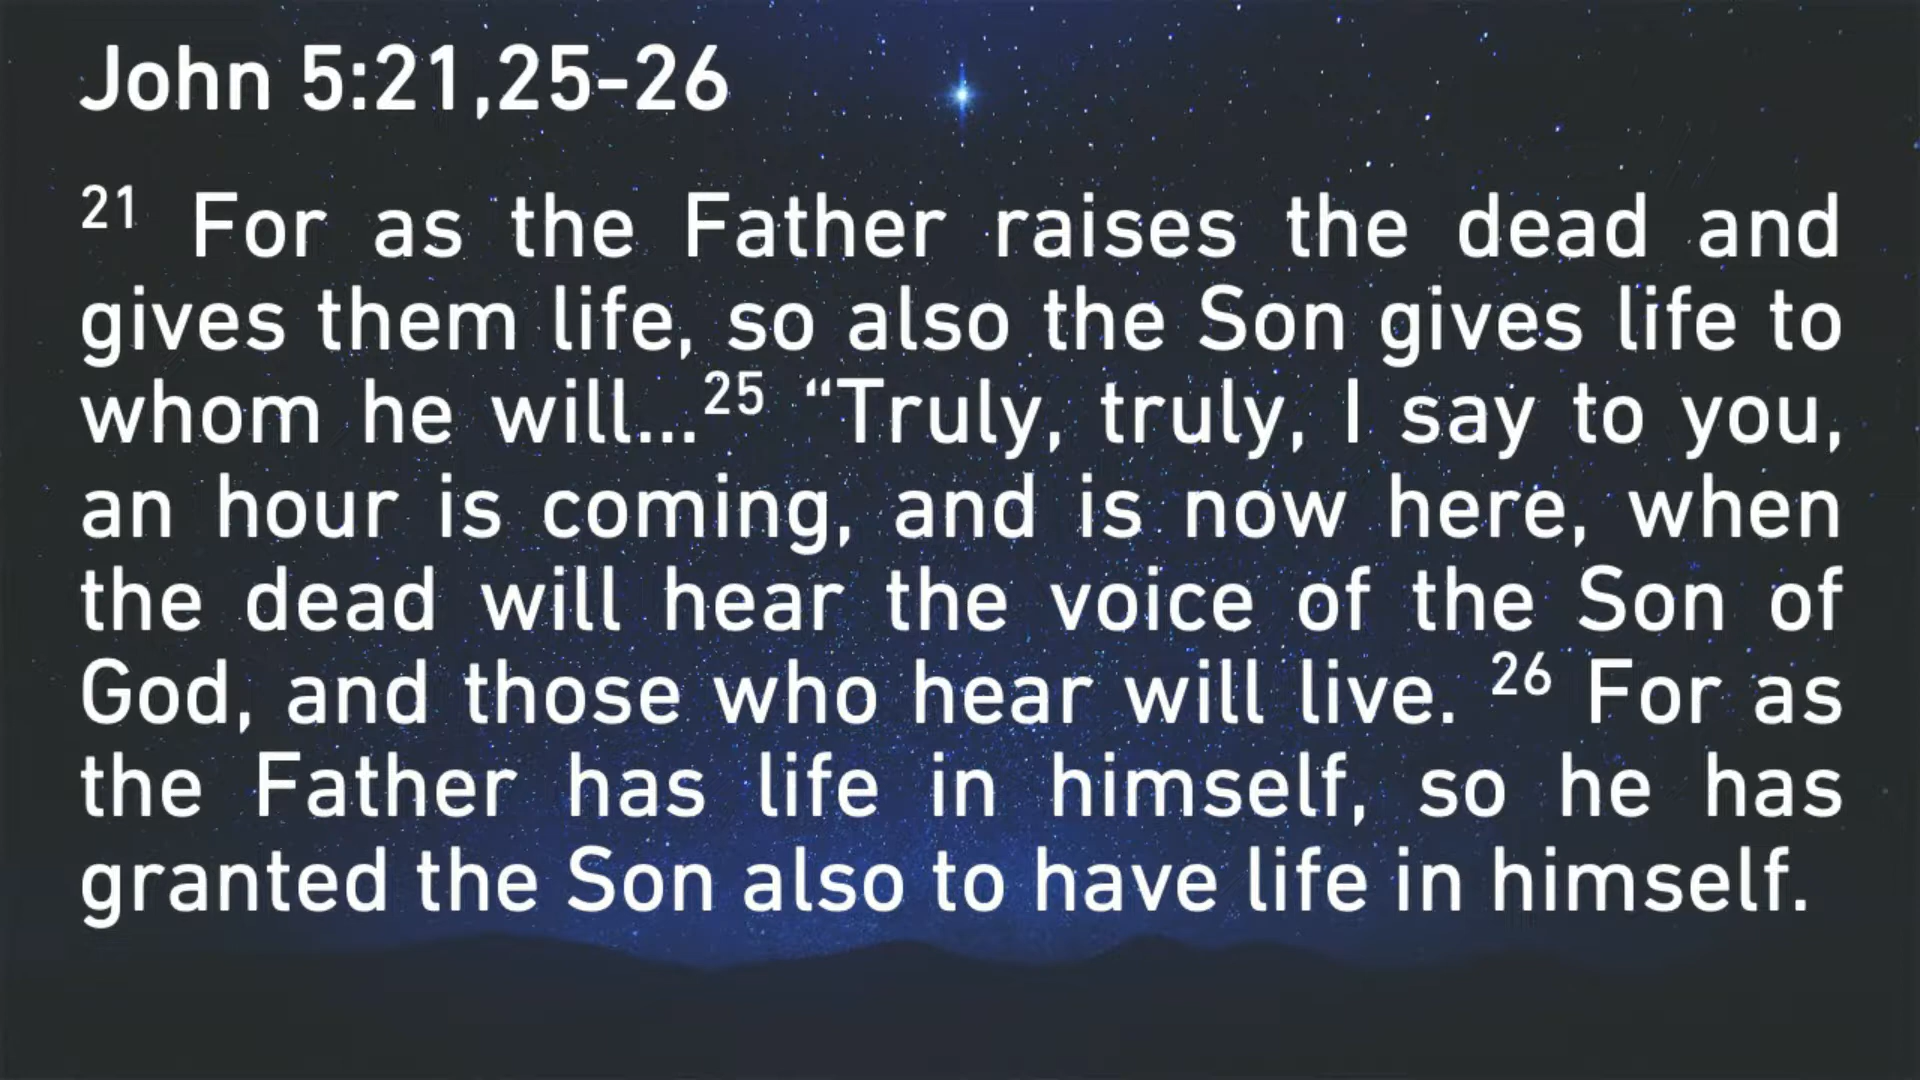 John 5:21,25-26
21 For as the Father raises the dead and
gives them life, so also the Son gives life to
whom he will...25 “Truly, truly, I say to you,
an hour is coming, and is now here, when
the dead will hear the voice of the Son of
God, and those who hear will live. 26 For as
the Father has life in himself, so he has
granted the Son also to have life in himself.